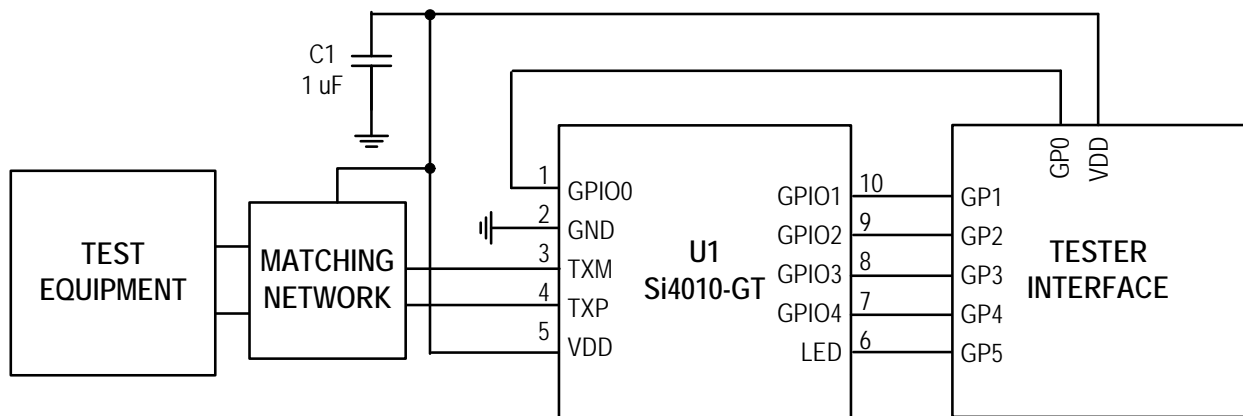 C1
1 uF
TEST
EQUIPMENT
MATCHING
NETWORK
1
2
3
4
5
GPIO0
GND
TXM
TXP
VDD
U1
Si4010-GT
GPIO1
GPIO2
GPIO3
GPIO4
LED
10
9
8
7
6
GP0
VDD
GP1
GP2
GP3
GP4
GP5
TESTER
INTERFACE